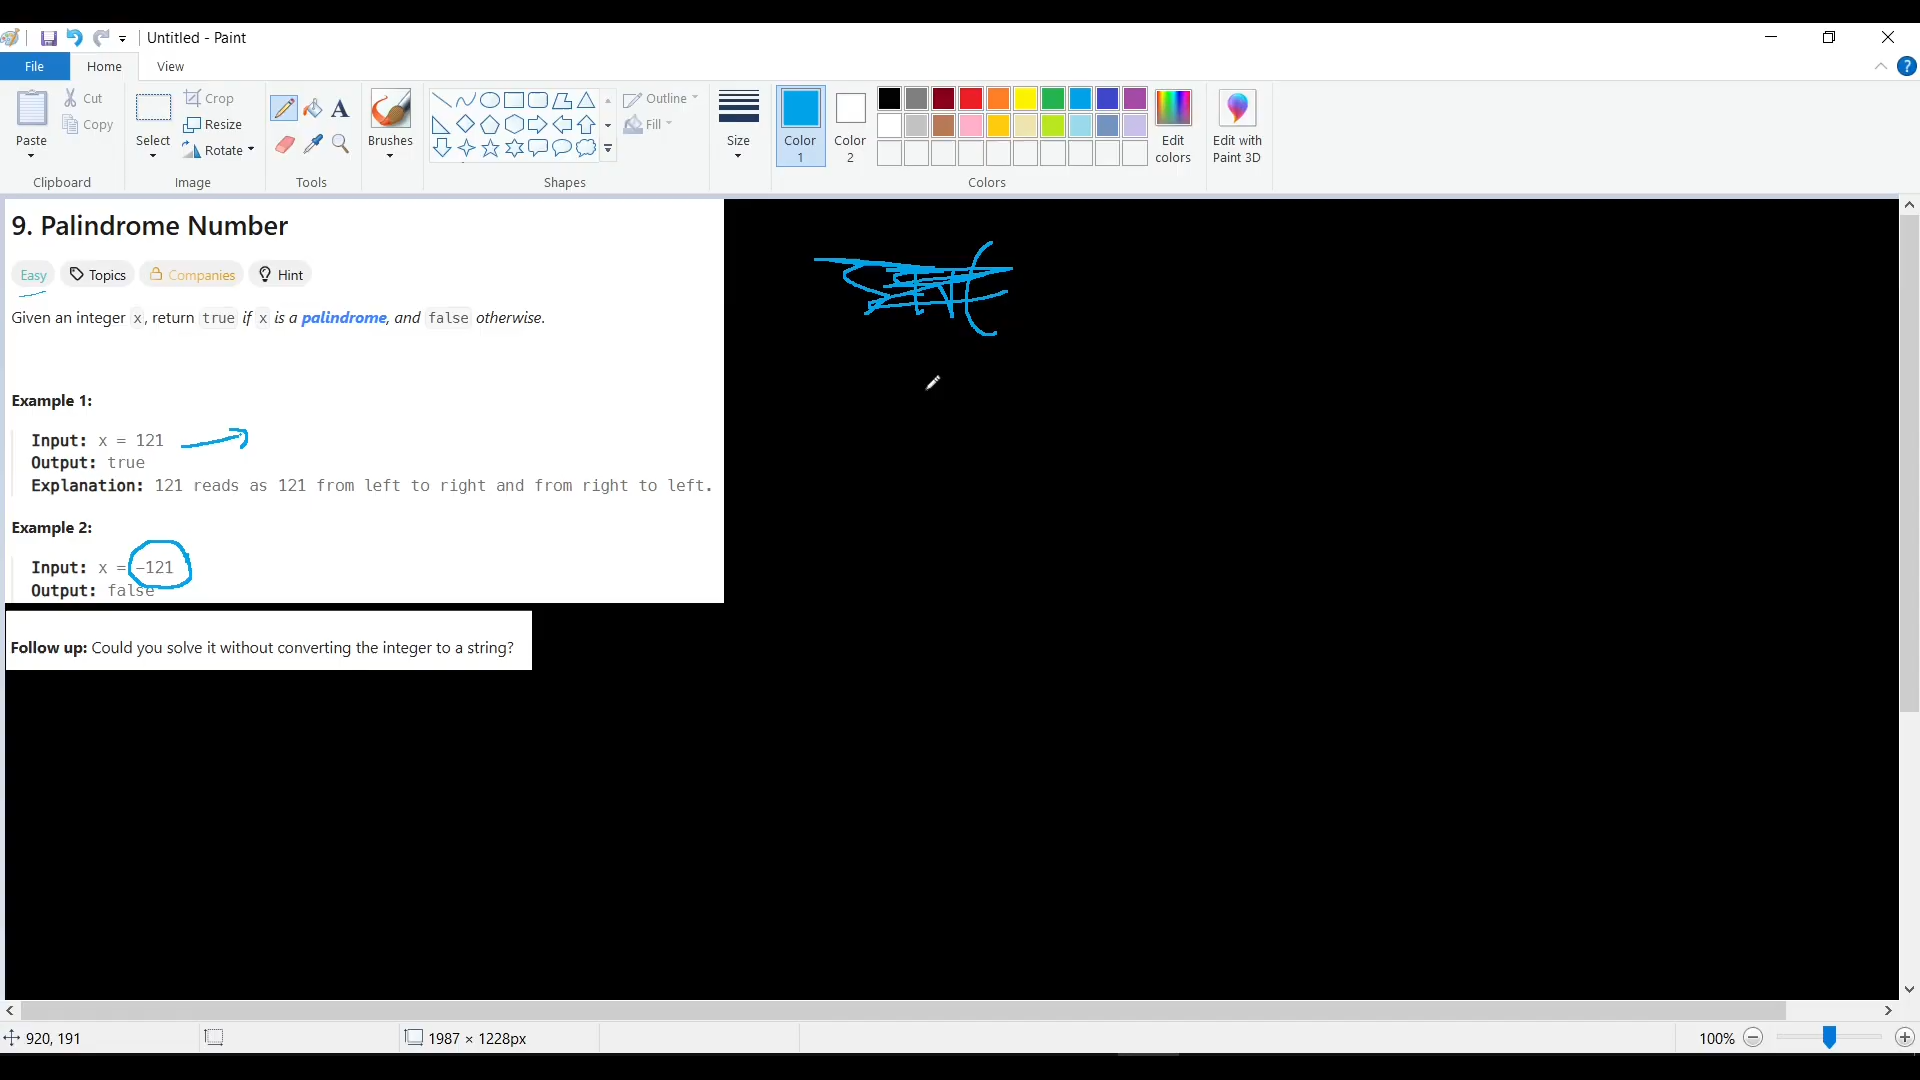 Untitled - Paint
File Home View
Paste
Cut
Copy
Clipboard
Select
Crop
Resize
Rotate
Image
A
Tools
Brushes
Shapes
Outline
Fill
Size
Color 1
Color 2
Colors
Edit colors
Edit with Paint 3D
?
9. Palindrome Number
Easy Topics Companies Hint
Given an integer x, return true if x is a palindrome, and false otherwise.
Example 1:
Input: x = 121
Output: true
Explanation: 121 reads as 121 from left to right and from right to left.
Example 2:
Input: x = -121
Output: false
Follow up: Could you solve it without converting the integer to a string?
920, 191
1987 × 1228px
100%